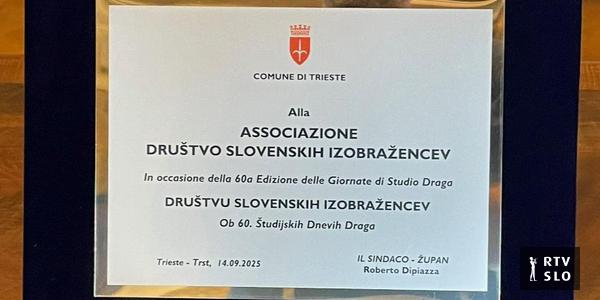 COMUNE DI TRIESTE
Alla
ASSOCIAZIONE
DRUŠTVO SLOVENSKIH IZOBRAŽENCEV
In occasione della 60a Edizione delle Giornate di Studio Draga
DRUŠTVU SLOVENSKIH IZOBRAŽENCEV
Ob 60. Študijskih Dnevih Draga
Trieste - Trst, 14.09.2025
IL SINDACO - ŽUPAN
Roberto Dipiazza
RTV
SLO